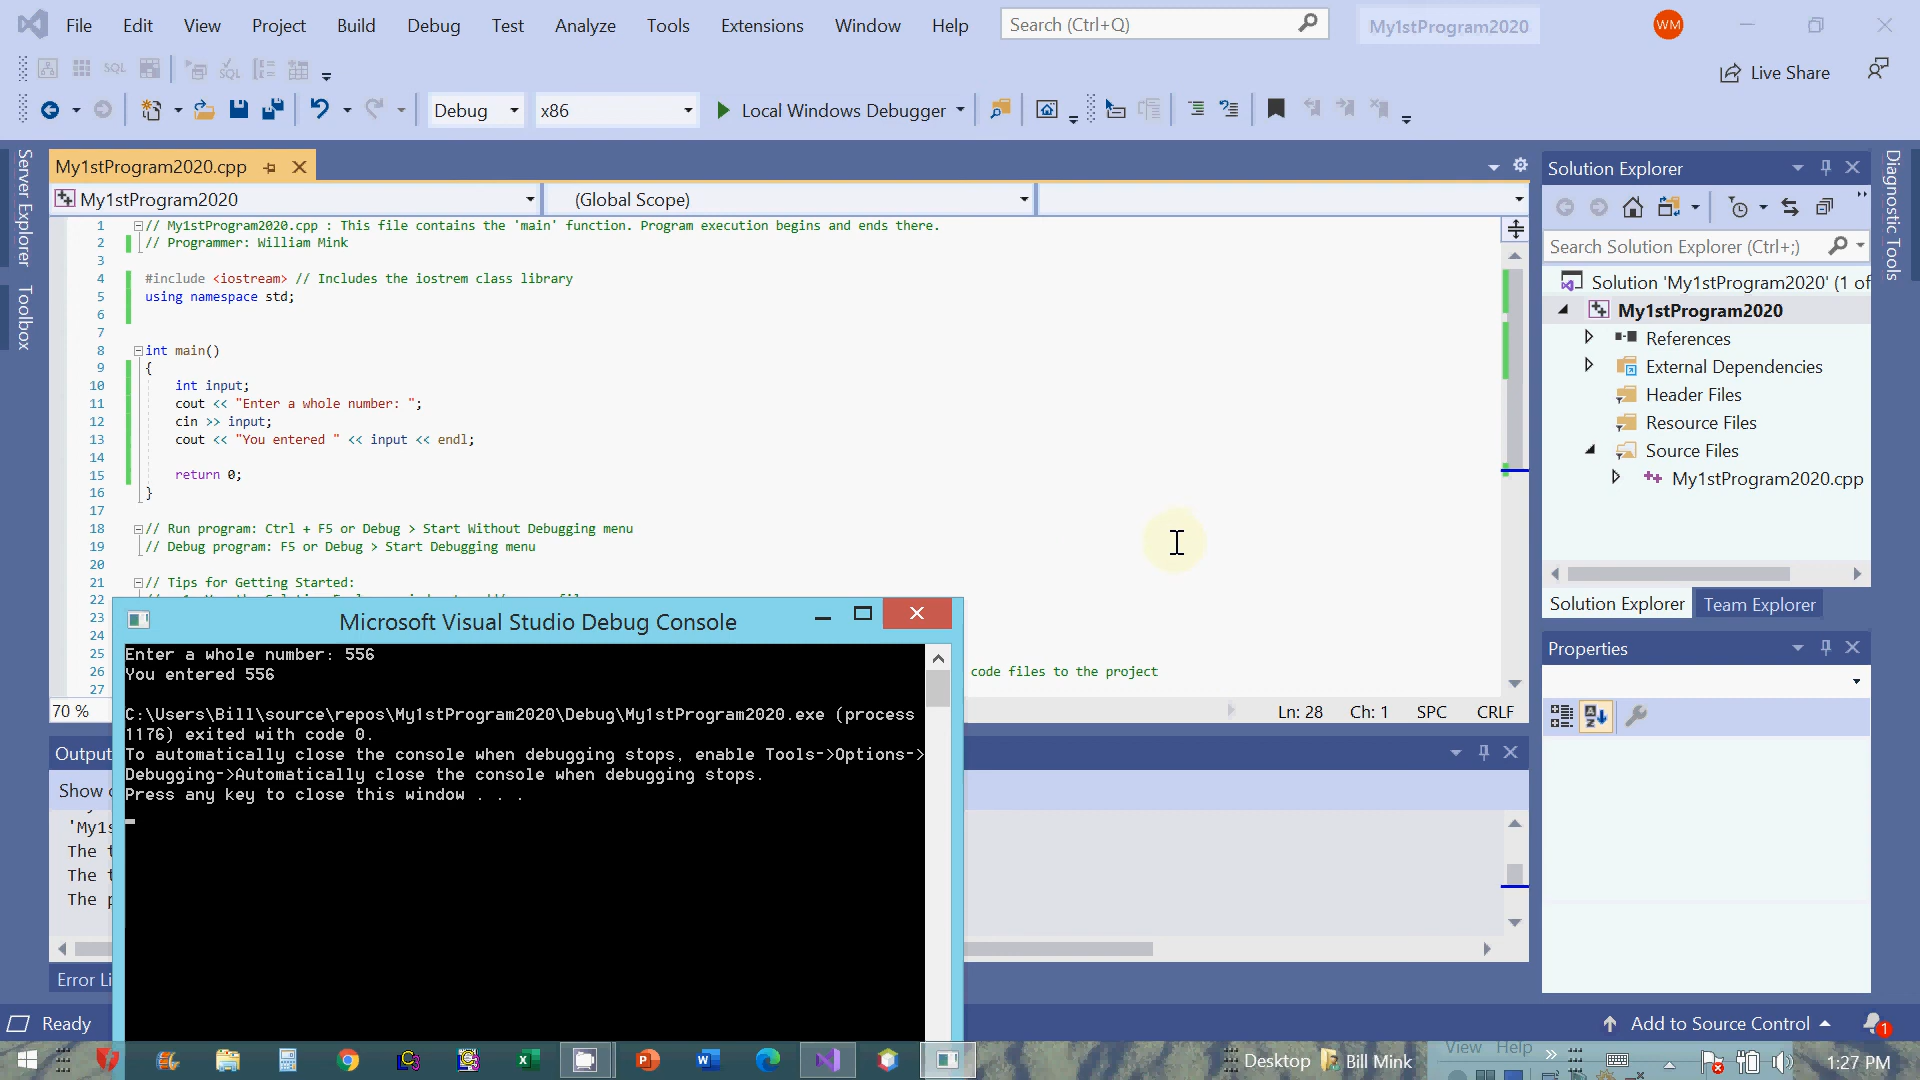 File Edit View Project Build Debug Test Analyze Tools Extensions Window Help Search (Ctrl+Q) My1stProgram2020 WM
SQL SQL
Live Share
Debug x86 Local Windows Debugger
Server Explorer
Toolbox
My1stProgram2020.cpp
My1stProgram2020 (Global Scope)
1 // My1stProgram2020.cpp : This file contains the 'main' function. Program execution begins and ends there.
2 // Programmer: William Mink
3
4 #include <iostream> // Includes the iostrem class library
5 using namespace std;
6
7
8 int main()
9 {
10 int input;
11 cout << "Enter a whole number: ";
12 cin >> input;
13 cout << "You entered " << input << endl;
14
15 return 0;
16 }
17
18 // Run program: Ctrl + F5 or Debug > Start Without Debugging menu
19 // Debug program: F5 or Debug > Start Debugging menu
20
21 // Tips for Getting Started:
22
23
24
25
26 code files to the project
27
70 % Ln: 28 Ch: 1 SPC CRLF
Microsoft Visual Studio Debug Console
Enter a whole number: 556
You entered 556
C:\Users\Bill\source\repos\My1stProgram2020\Debug\My1stProgram2020.exe (process
1176) exited with code 0.
To automatically close the console when debugging stops, enable Tools->Options->
Debugging->Automatically close the console when debugging stops.
Press any key to close this window . . .
Output
Show
'My1s
The
The
The
Error Li
Solution Explorer
Search Solution Explorer (Ctrl+;)
Solution 'My1stProgram2020' (1 of
My1stProgram2020
References
External Dependencies
Header Files
Resource Files
Source Files
My1stProgram2020.cpp
Solution Explorer Team Explorer
Properties
Diagnostic Tools
Ready Add to Source Control 1
Desktop Bill Mink View Help 1:27 PM